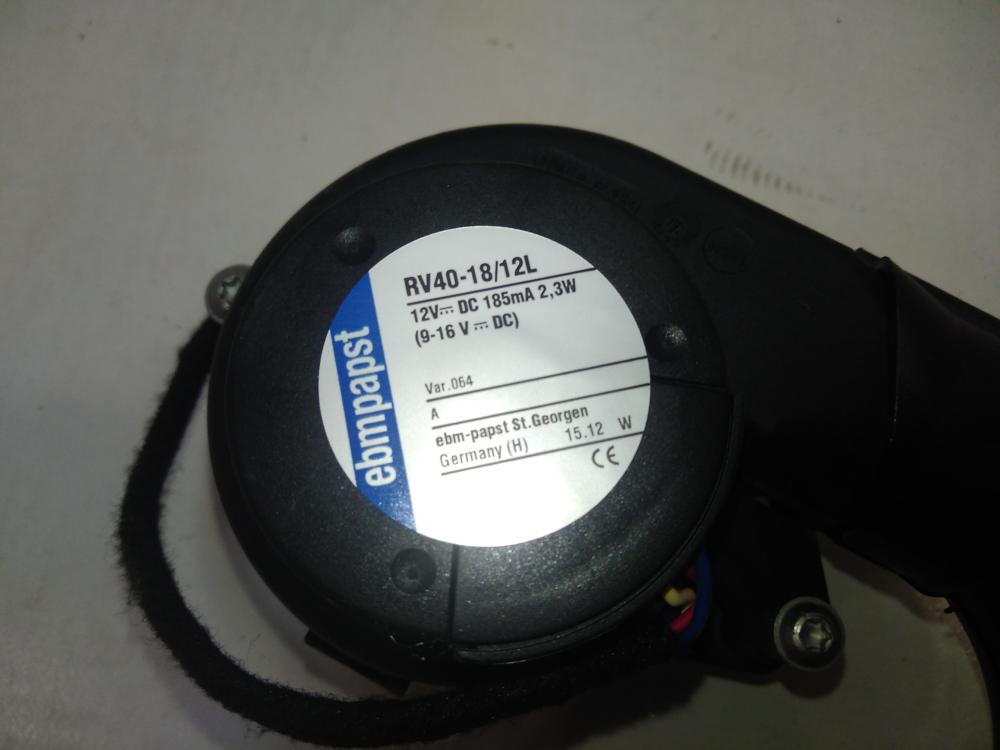 RV40-18/12L
12V⎓ DC 185mA 2,3W
(9-16 V ⎓ DC)
Var.064
A
ebm-papst St.Georgen
Germany (H) 15.12 W
CE
ebmpapst